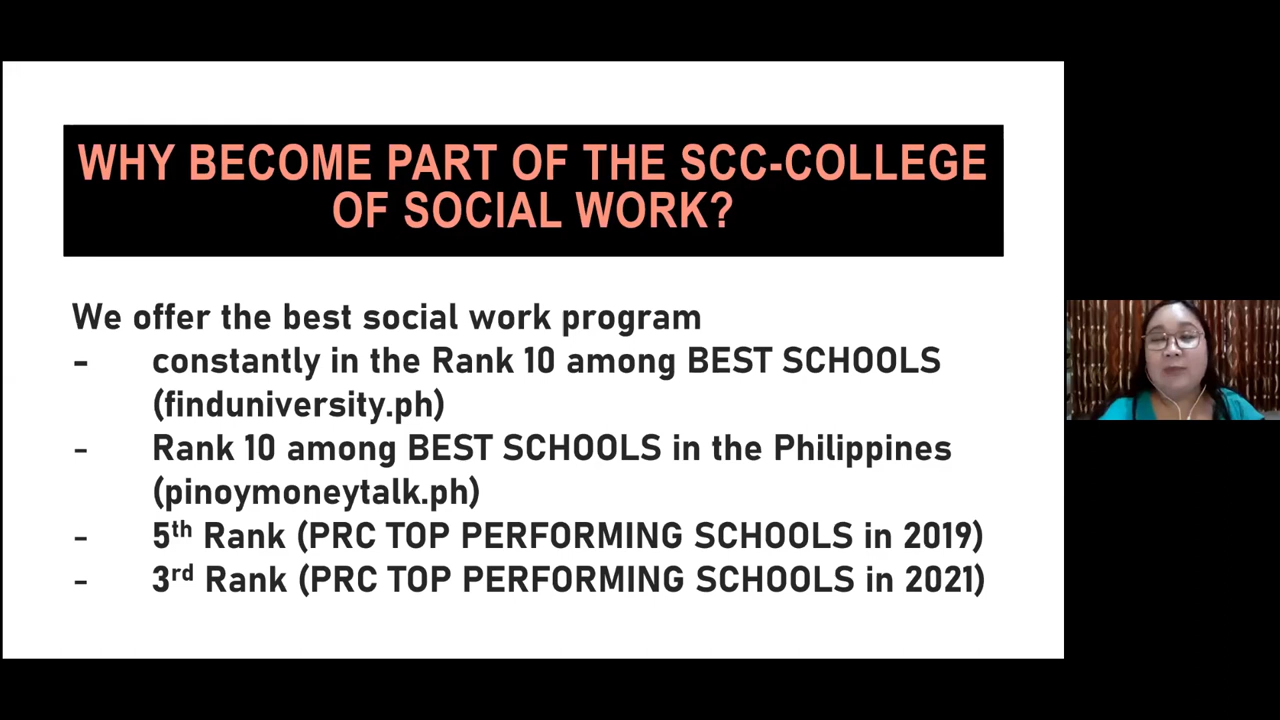 WHY BECOME PART OF THE SCC-COLLEGE
OF SOCIAL WORK?
We offer the best social work program
- constantly in the Rank 10 among BEST SCHOOLS
(finduniversity.ph)
- Rank 10 among BEST SCHOOLS in the Philippines
(pinoymoneytalk.ph)
- 5th Rank (PRC TOP PERFORMING SCHOOLS in 2019)
- 3rd Rank (PRC TOP PERFORMING SCHOOLS in 2021)